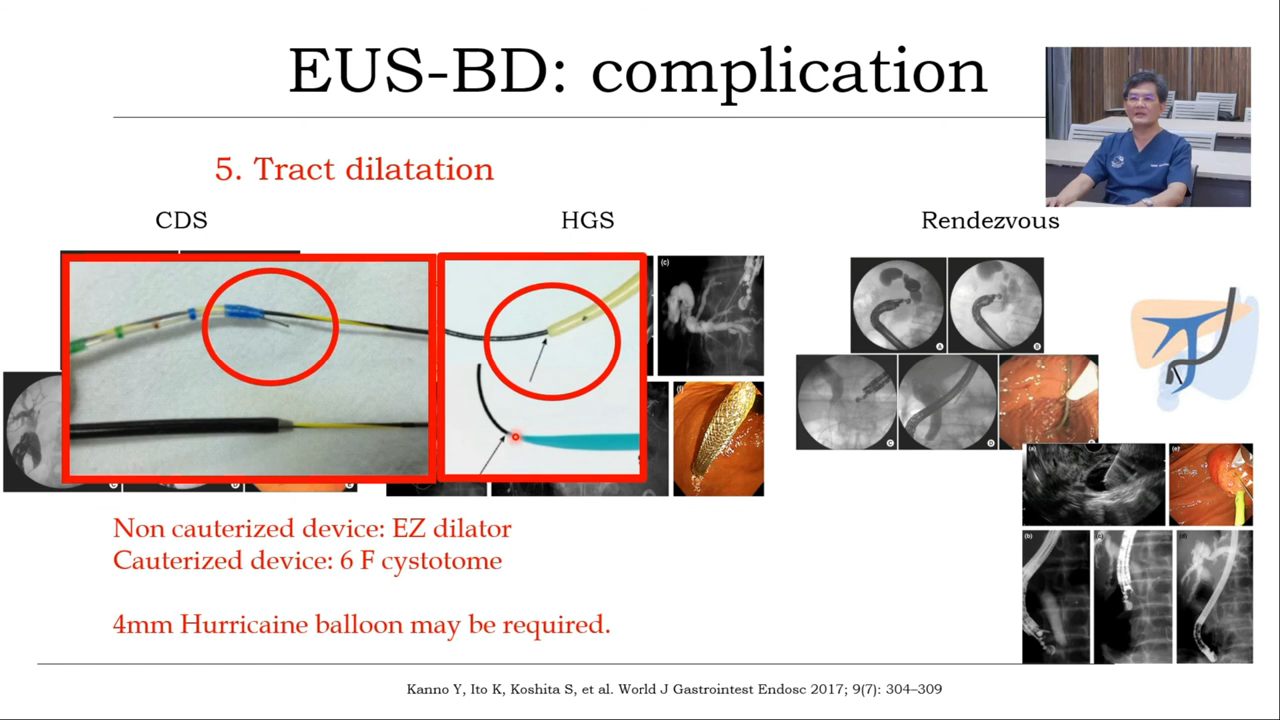 EUS-BD: complication
5. Tract dilatation
CDS
HGS
Rendezvous
(c)
(f)
A
B
C
D
(a)
(e)
(b)
(c)
(d)
Non cauterized device: EZ dilator
Cauterized device: 6 F cystotome
4mm Hurricaine balloon may be required.
Kanno Y, Ito K, Koshita S, et al. World J Gastrointest Endosc 2017; 9(7): 304–309